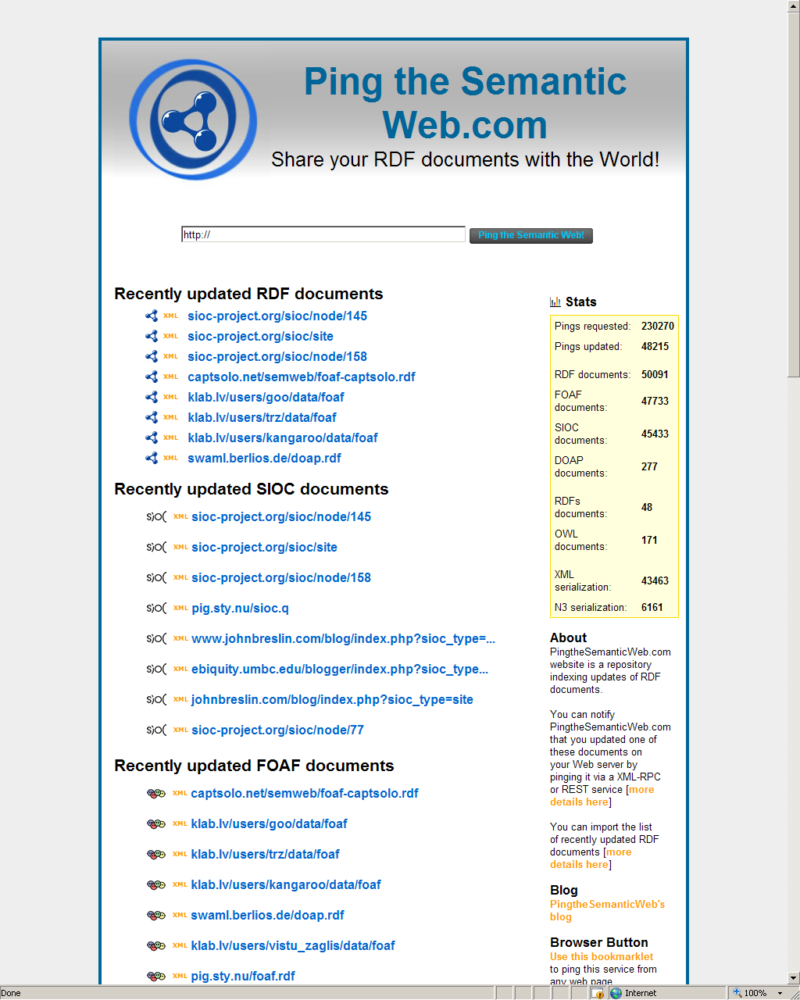 Ping the Semantic
Web.com
Share your RDF documents with the World!
http://
Ping the Semantic Web!
Recently updated RDF documents
XML sioc-project.org/sioc/node/145
XML sioc-project.org/sioc/site
XML sioc-project.org/sioc/node/158
XML captsolo.net/semweb/foaf-captsolo.rdf
XML klab.lv/users/goo/data/foaf
XML klab.lv/users/trz/data/foaf
XML klab.lv/users/kangaroo/data/foaf
XML swaml.berlios.de/doap.rdf
Recently updated SIOC documents
SIOC XML sioc-project.org/sioc/node/145
SIOC XML sioc-project.org/sioc/site
SIOC XML sioc-project.org/sioc/node/158
SIOC XML pig.sty.nu/sioc.q
SIOC XML www.johnbreslin.com/blog/index.php?sioc_type=...
SIOC XML ebiquity.umbc.edu/blogger/index.php?sioc_type...
SIOC XML johnbreslin.com/blog/index.php?sioc_type=site
SIOC XML sioc-project.org/sioc/node/77
Recently updated FOAF documents
XML captsolo.net/semweb/foaf-captsolo.rdf
XML klab.lv/users/goo/data/foaf
XML klab.lv/users/trz/data/foaf
XML klab.lv/users/kangaroo/data/foaf
XML swaml.berlios.de/doap.rdf
XML klab.lv/users/vistu_zaglis/data/foaf
XML pig.sty.nu/foaf.rdf
Stats
Pings requested: 230270
Pings updated: 48215
RDF documents: 50091
FOAF
documents: 47733
SIOC
documents: 45433
DOAP
documents: 277
RDFs
documents: 48
OWL
documents: 171
XML
serialization: 43463
N3 serialization: 6161
About
PingtheSemanticWeb.com
website is a repository
indexing updates of RDF
documents.
You can notify
PingtheSemanticWeb.com
that you updated one of
these documents on
your Web server by
pinging it via a XML-RPC
or REST service [more
details here]
You can import the list
of recently updated RDF
documents [more
details here]
Blog
PingtheSemanticWeb's
blog
Browser Button
Use this bookmarklet
to ping this service from
any web page
Done
Internet
100%